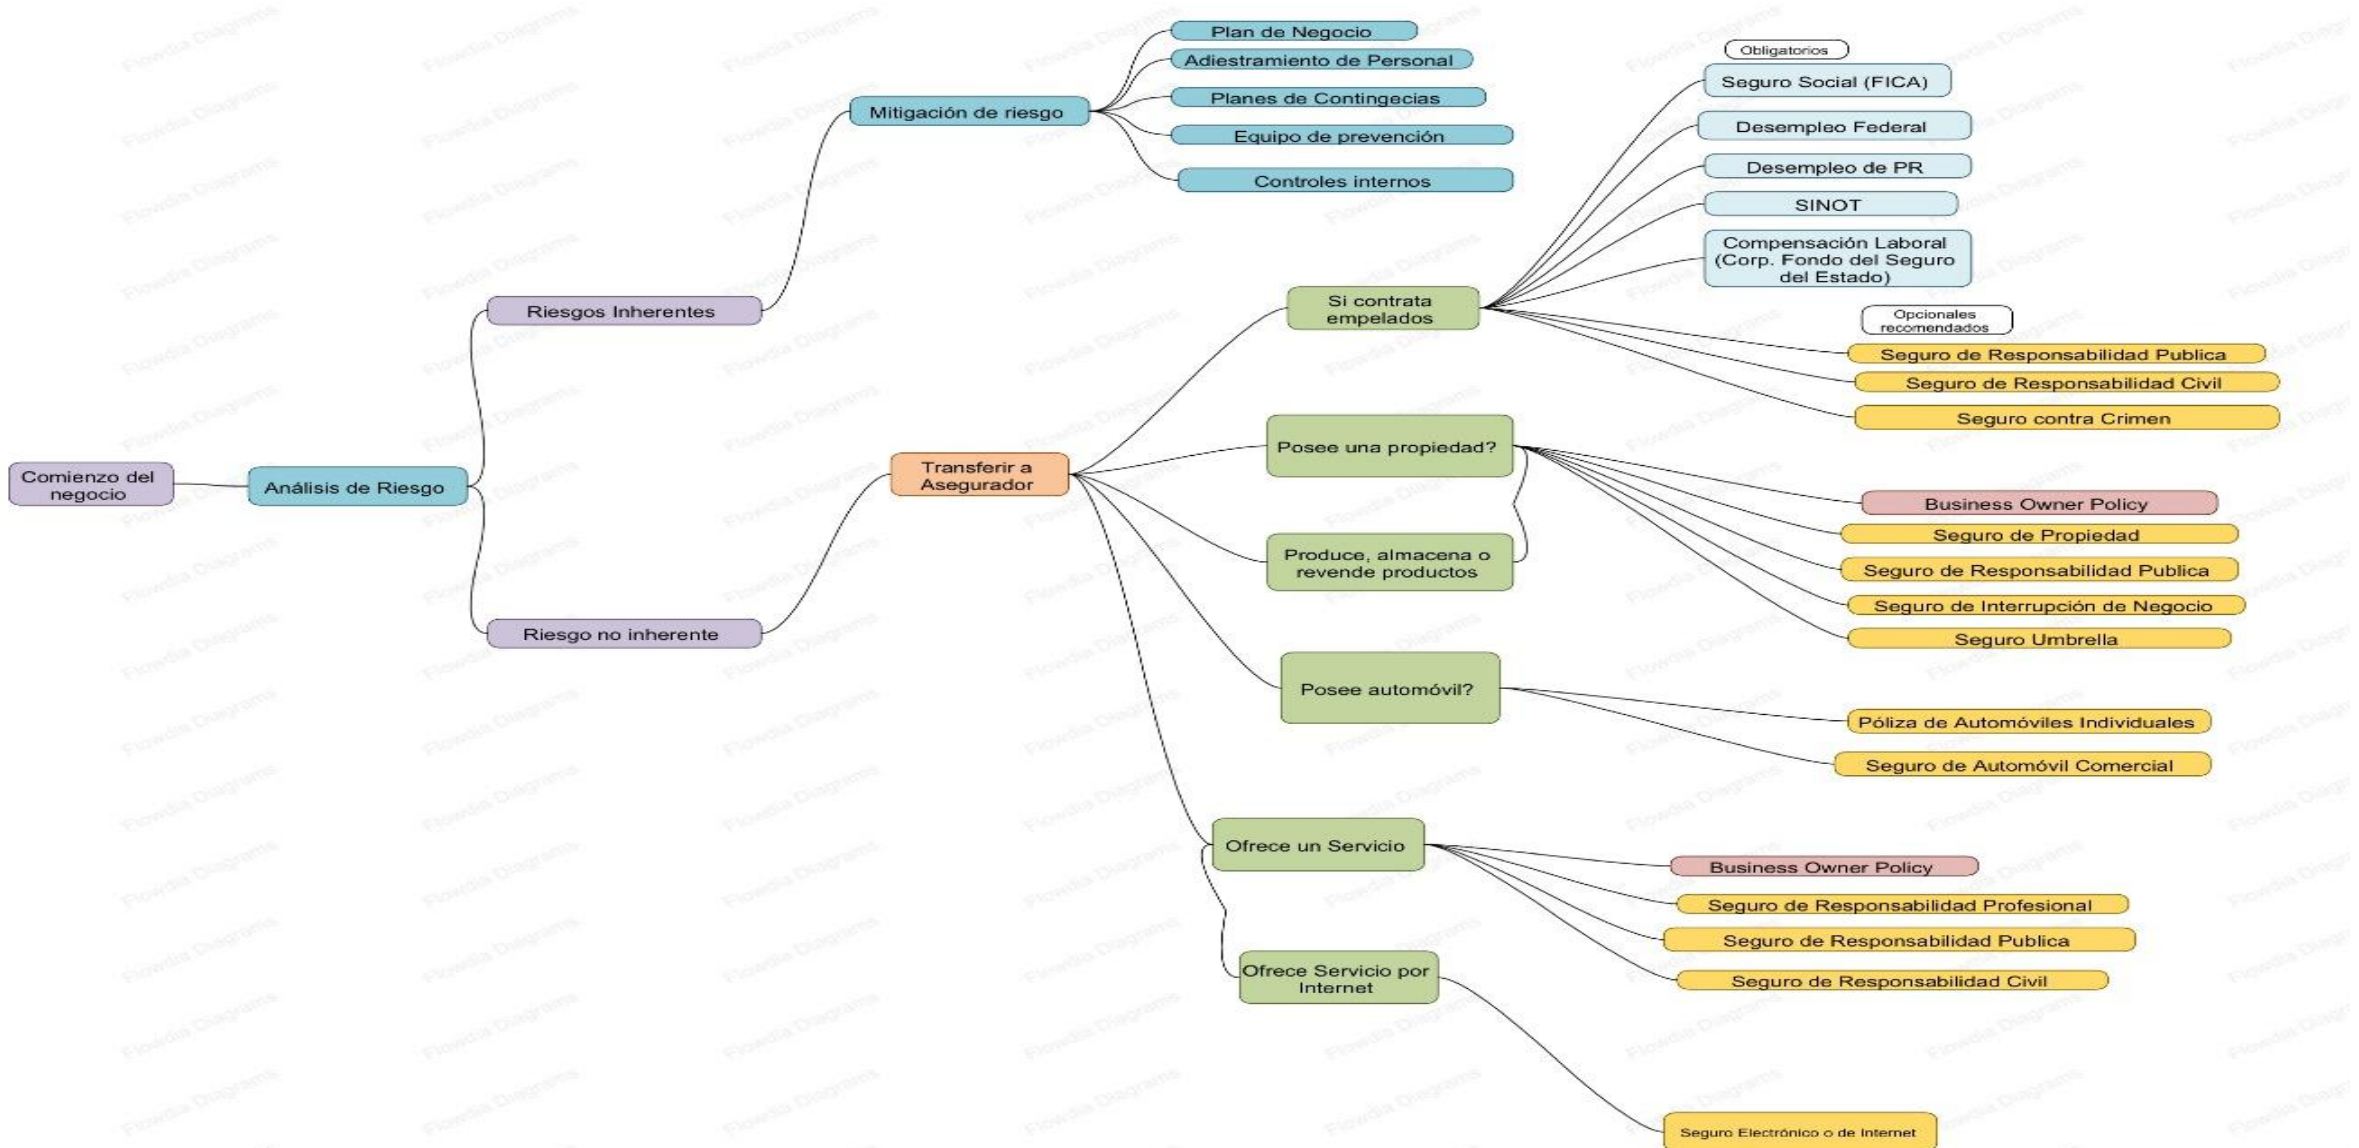 Comienzo del
negocio
Análisis de Riesgo
Riesgos Inherentes
Riesgo no inherente
Mitigación de riesgo
Plan de Negocio
Adiestramiento de Personal
Planes de Contingecias
Equipo de prevención
Controles internos
Transferir a
Asegurador
Si contrata
empelados
Obligatorios
Seguro Social (FICA)
Desempleo Federal
Desempleo de PR
SINOT
Compensación Laboral
(Corp. Fondo del Seguro
del Estado)
Opcionales
recomendados
Seguro de Responsabilidad Publica
Seguro de Responsabilidad Civil
Seguro contra Crimen
Posee una propiedad?
Produce, almacena o
revende productos
Business Owner Policy
Seguro de Propiedad
Seguro de Responsabilidad Publica
Seguro de Interrupción de Negocio
Seguro Umbrella
Posee automóvil?
Póliza de Automóviles Individuales
Seguro de Automóvil Comercial
Ofrece un Servicio
Business Owner Policy
Seguro de Responsabilidad Profesional
Seguro de Responsabilidad Publica
Seguro de Responsabilidad Civil
Ofrece Servicio por
Internet
Seguro Electrónico o de Internet
Flowdia Diagrams